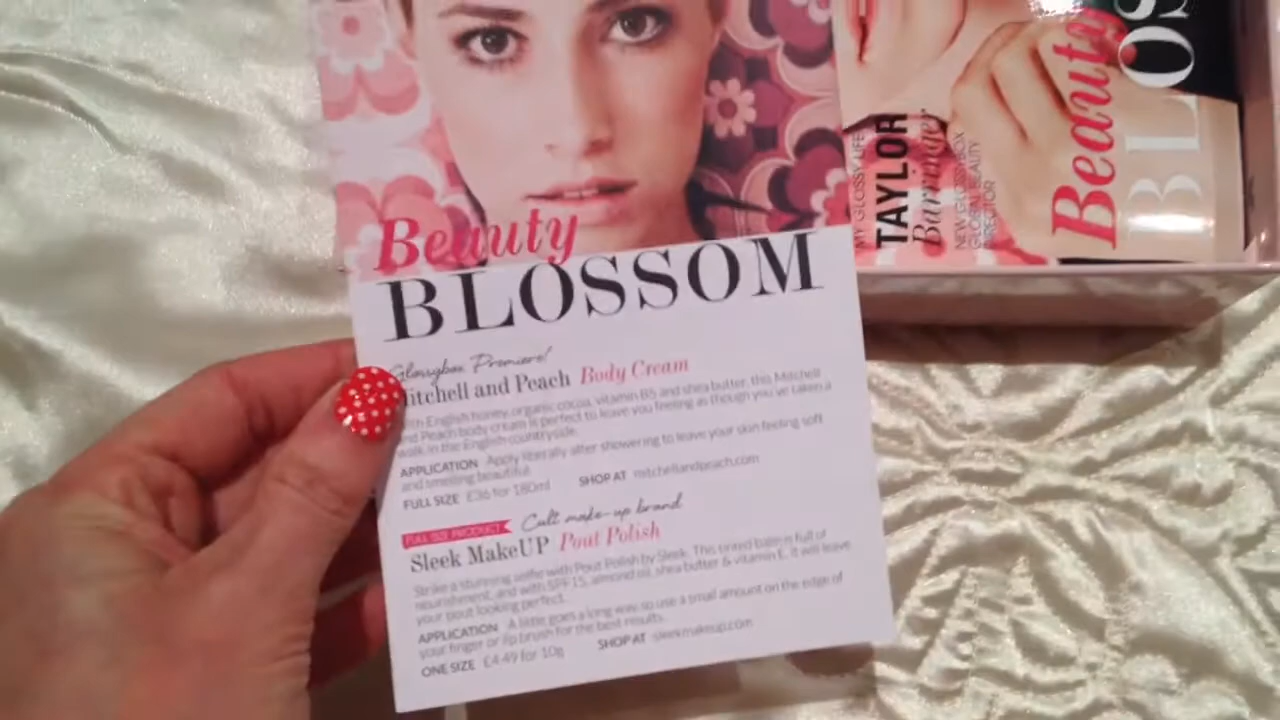 Beauty
BLOSSOM
Glossybox Premiere!
Mitchell and Peach Body Cream
With English honey, organic cocoa, vitamin B5 and shea butter, this Mitchell
and Peach body cream is perfect to leave you feeling as though you've taken a
walk in the English countryside.
APPLICATION Apply liberally after showering to leave your skin feeling soft
and smelling beautiful.
FULL SIZE £36 for 180ml SHOP AT mitchellandpeach.com
FULL SIZE PRODUCT Cult make-up brand
Sleek MakeUP Pout Polish
Strike a stunning selfie with Pout Polish by Sleek. This tinted balm is full of
nourishment, and with SPF15, almond oil, shea butter & vitamin E, it will leave
your pout looking perfect.
APPLICATION A little goes a long way so use a small amount on the edge of
your finger or lip brush for the best results.
ONE SIZE £4.49 for 10g SHOP AT sleekmakeup.com
MY GLOSSY LIFE
TAYLOR
Barringer
NEW GLOSSYBOX
GLOBAL BEAUTY
DIRECTOR
Beauty
BLOS